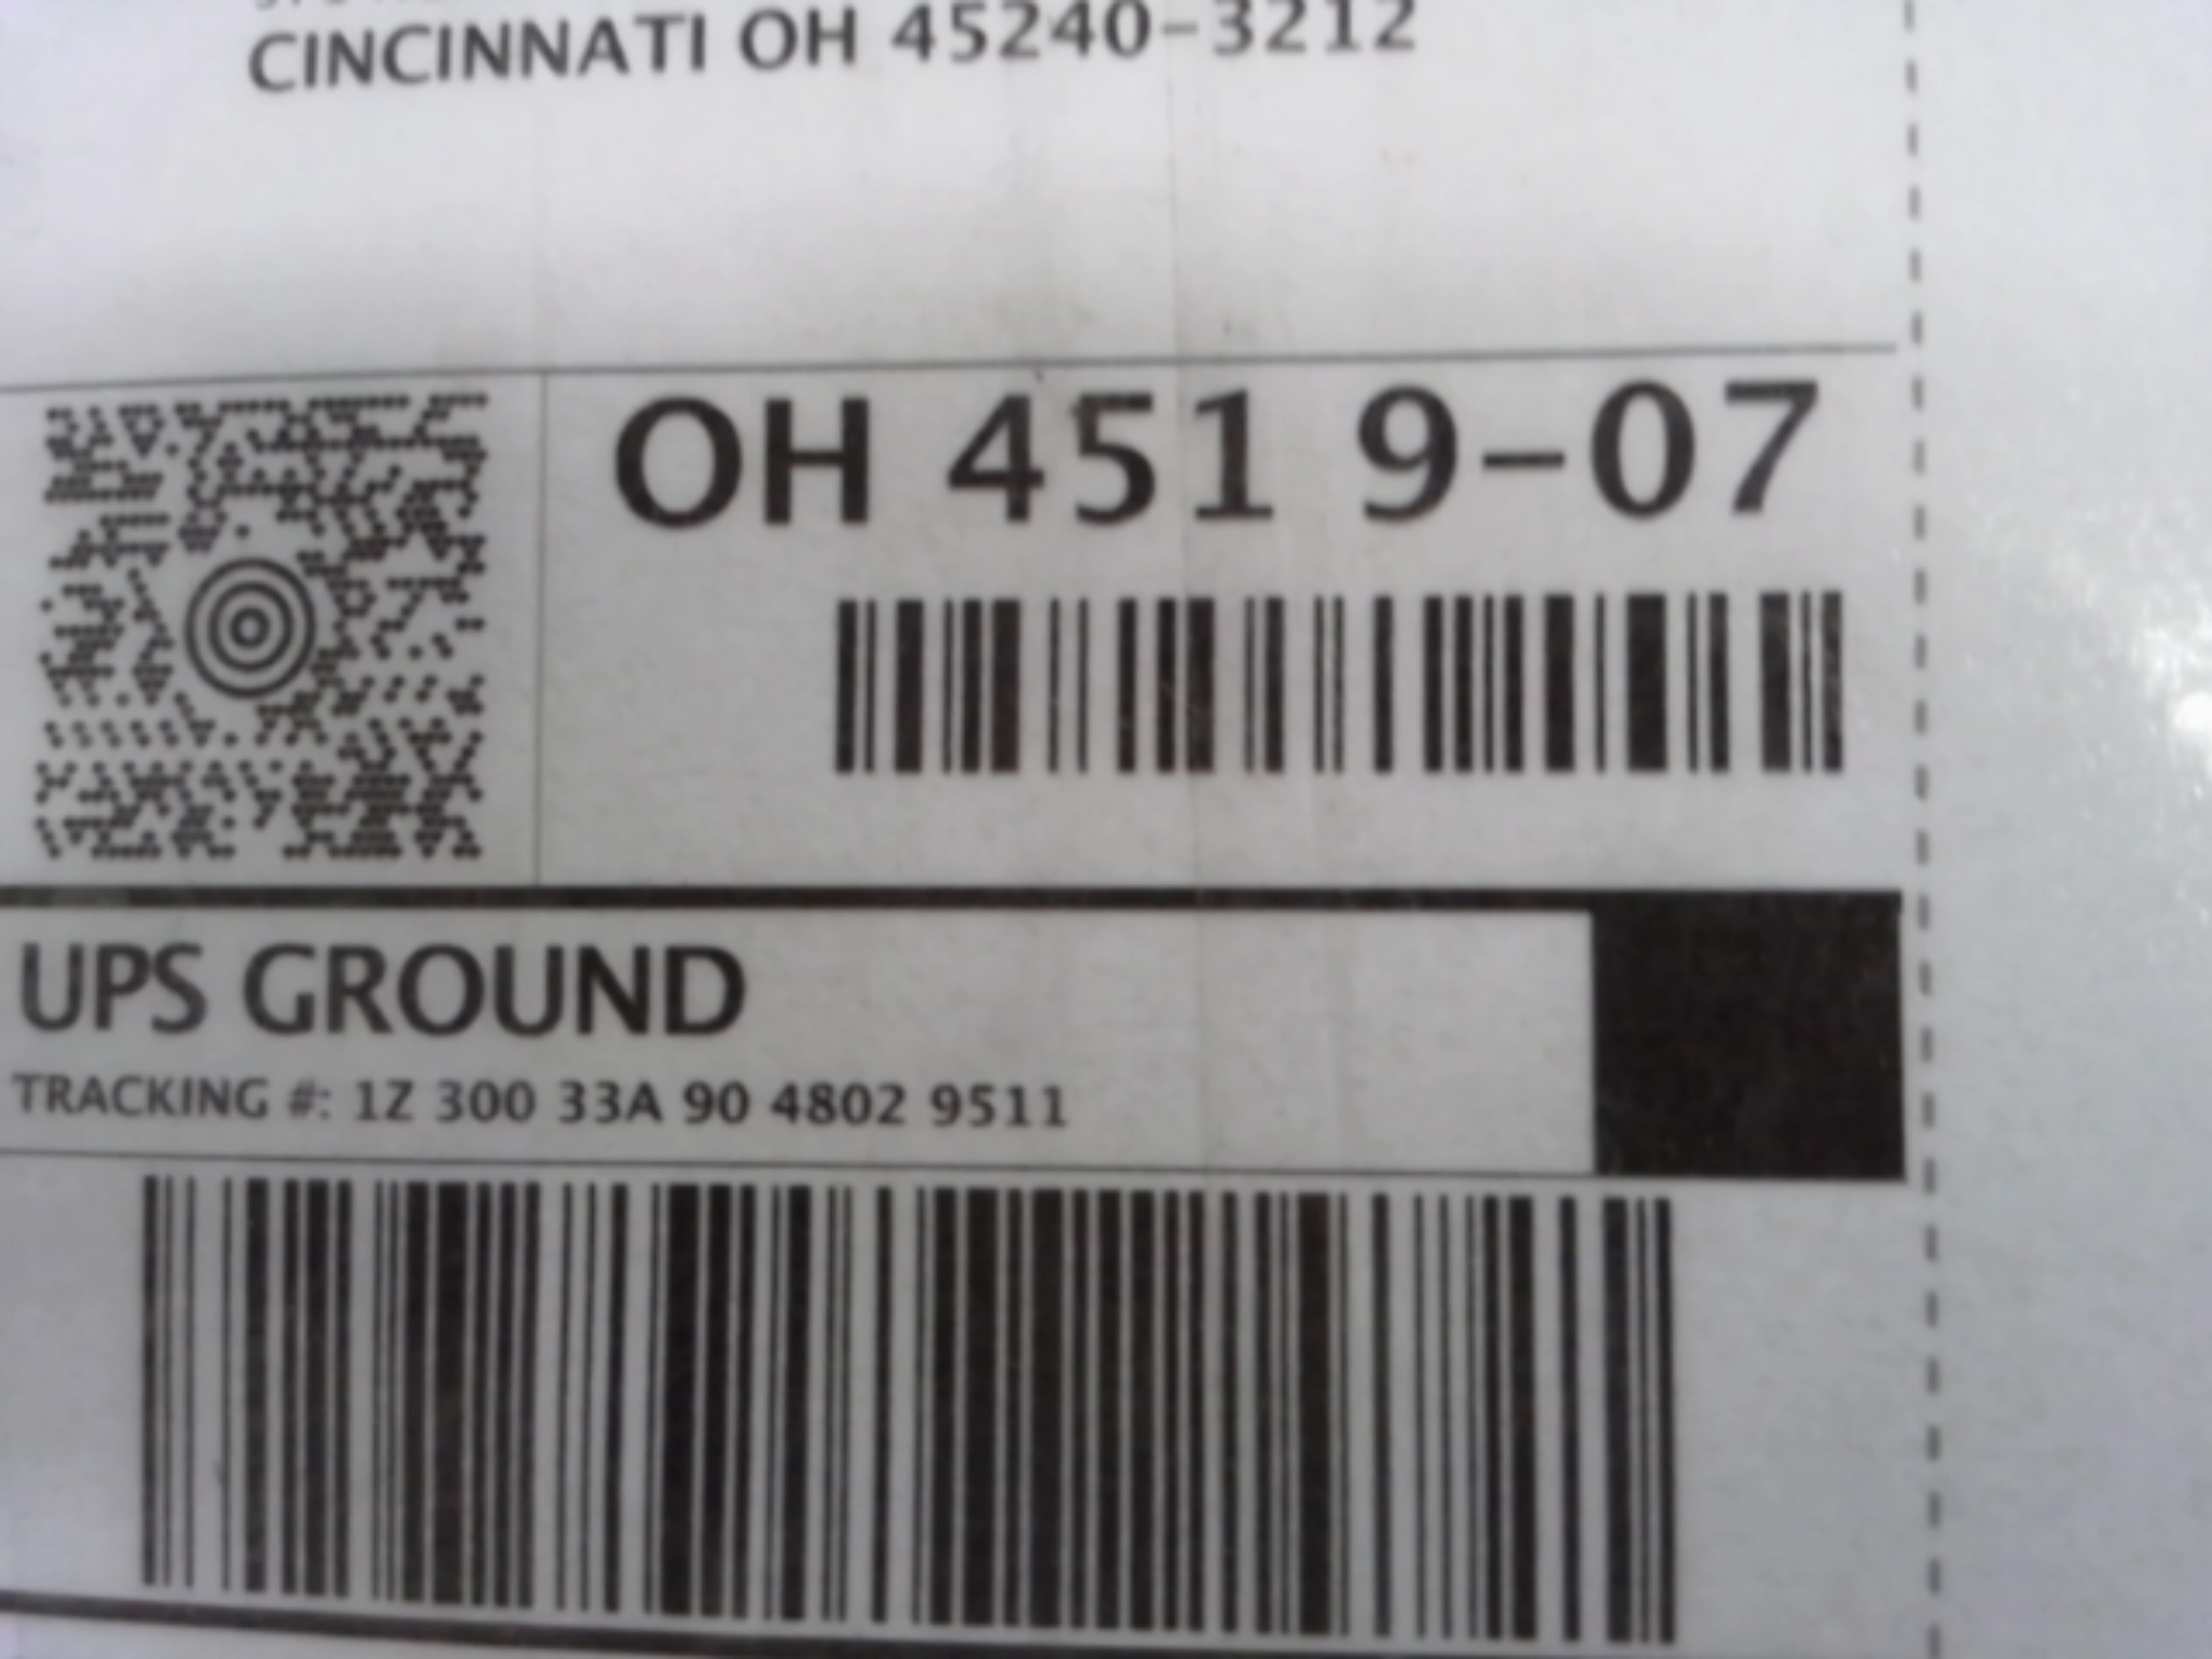 CINCINNATI OH 45240-3212
OH 451 9-07
UPS GROUND
TRACKING #: 1Z 300 33A 90 4802 9511